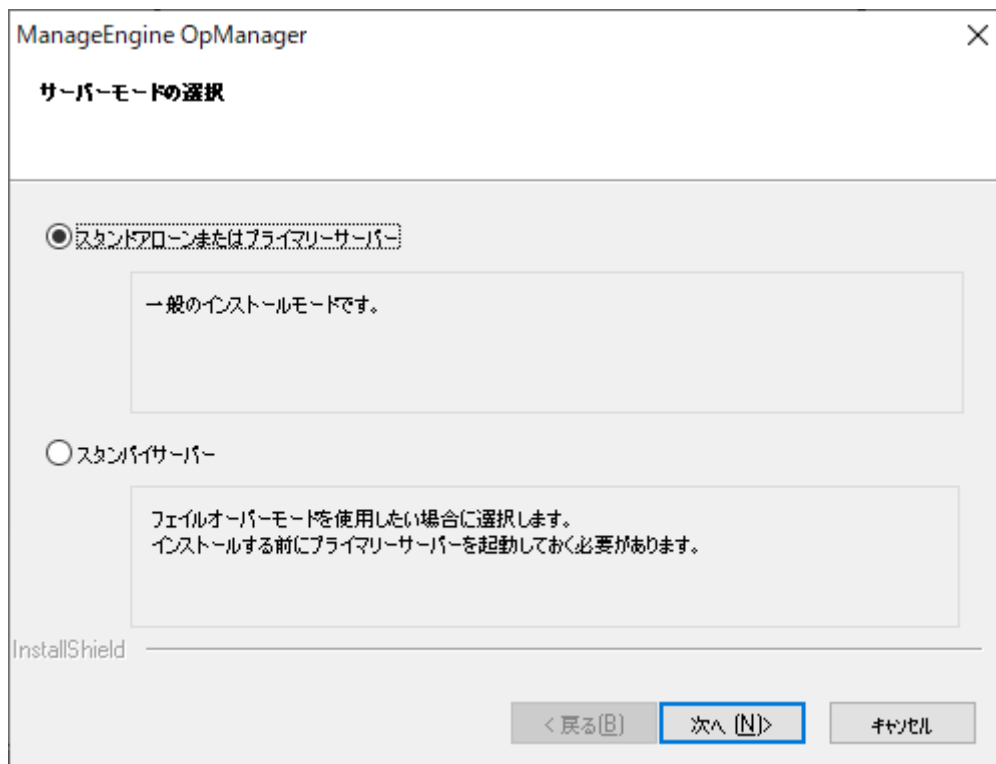 ManageEngine OpManager
サーバーモードの選択
スタンドアローンまたはプライマリーサーバー
一般のインストールモードです。
スタンバイサーバー
フェイルオーバーモードを使用したい場合に選択します。
インストールする前にプライマリーサーバーを起動しておく必要があります。
InstallShield
< 戻る(B) 次へ (N)> キャンセル